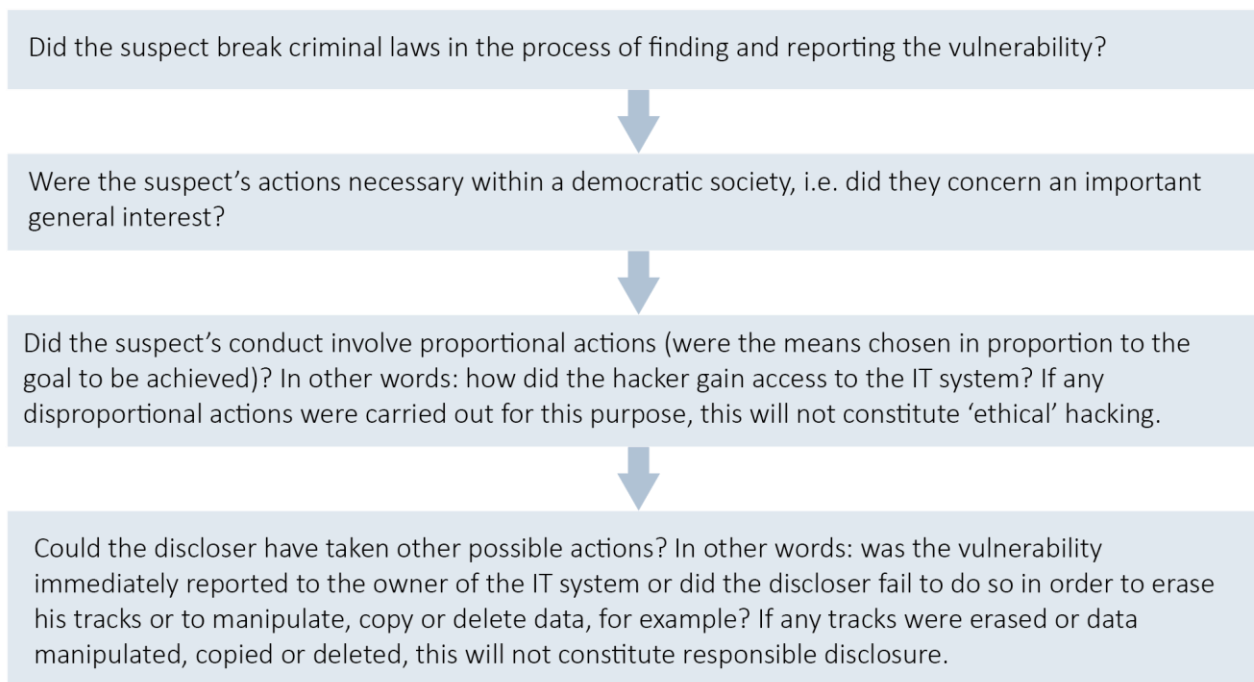 Did the suspect break criminal laws in the process of finding and reporting the vulnerability?
Were the suspect’s actions necessary within a democratic society, i.e. did they concern an important
general interest?
Did the suspect’s conduct involve proportional actions (were the means chosen in proportion to the
goal to be achieved)? In other words: how did the hacker gain access to the IT system? If any
disproportional actions were carried out for this purpose, this will not constitute ‘ethical’ hacking.
Could the discloser have taken other possible actions? In other words: was the vulnerability
immediately reported to the owner of the IT system or did the discloser fail to do so in order to erase
his tracks or to manipulate, copy or delete data, for example? If any tracks were erased or data
manipulated, copied or deleted, this will not constitute responsible disclosure.